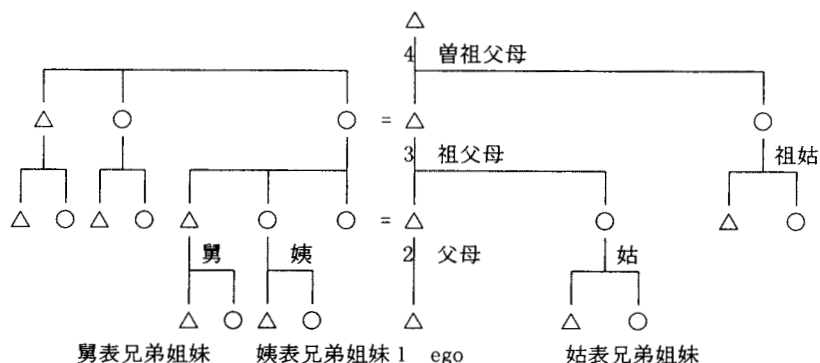 4 曽祖父母
=
3 祖父母 祖姑
=
舅 姨 2 父母 姑
舅表兄弟姐妹 姨表兄弟姐妹 1 ego 姑表兄弟姐妹